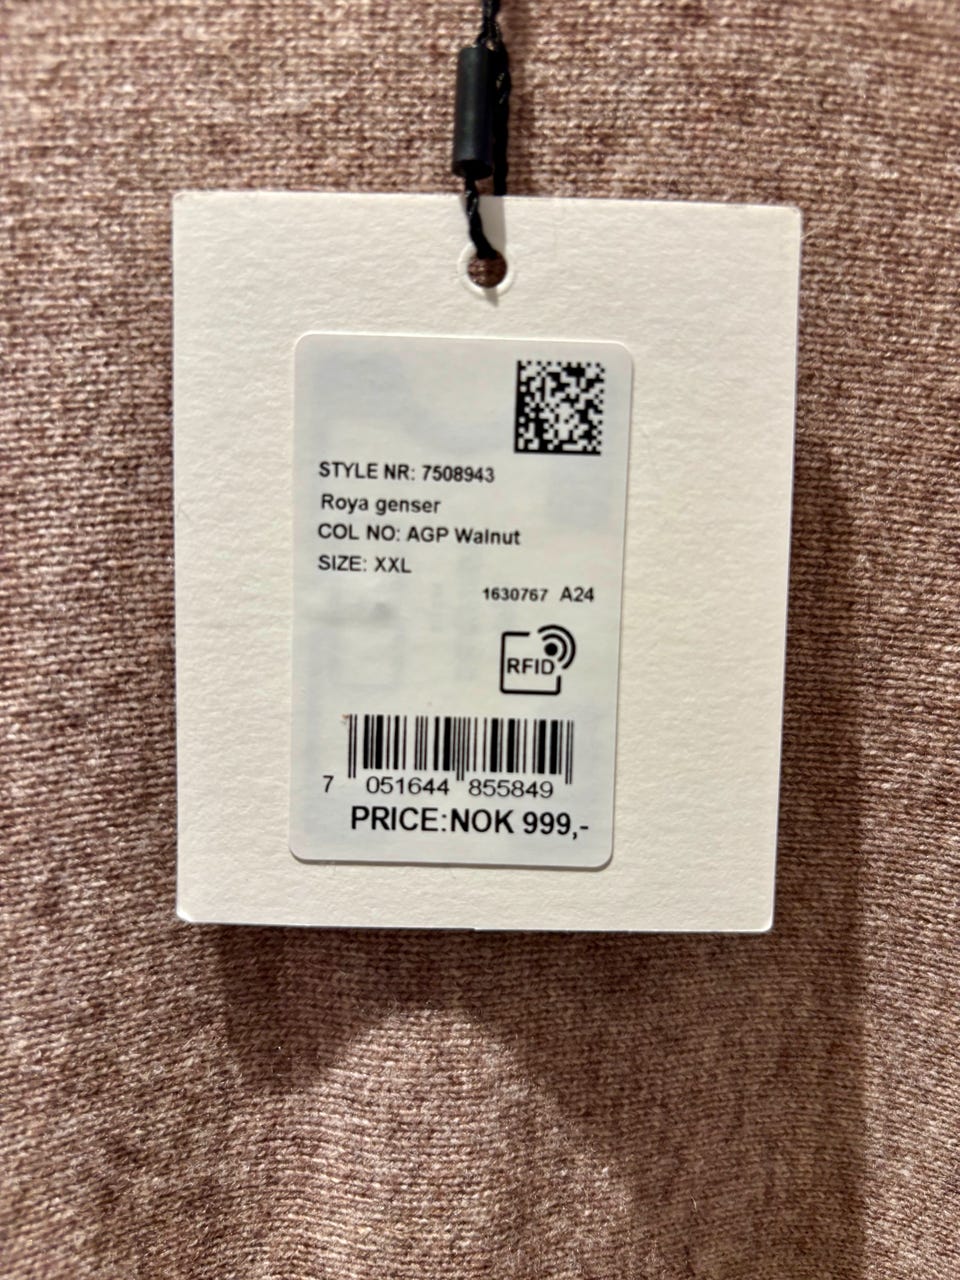 STYLE NR: 7508943
Roya genser
COL NO: AGP Walnut
SIZE: XXL
1630767 A24
RFID
7 051644 855849
PRICE:NOK 999,-